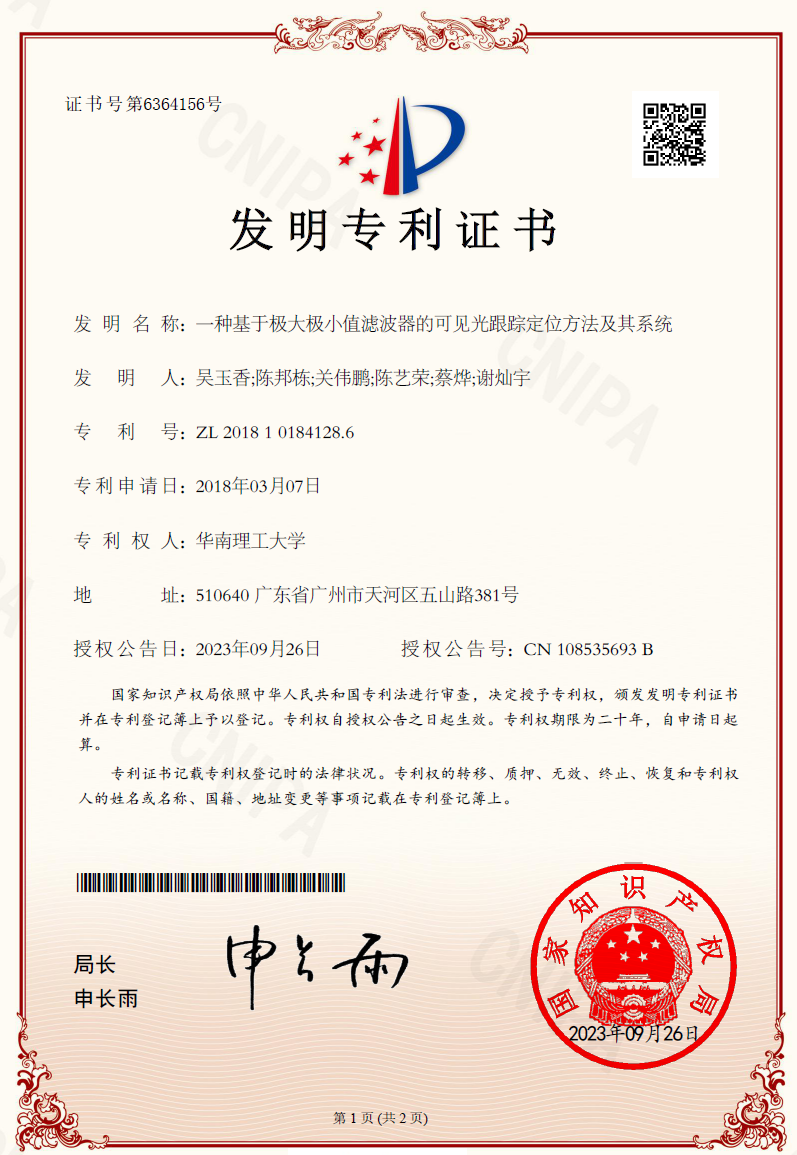 证书号第6364156号
发明专利证书
发明名称：一种基于极大极小值滤波器的可见光跟踪定位方法及其系统
发明人：吴玉香;陈邦栋;关伟鹏;陈艺荣;蔡烨;谢灿宇
专利号：ZL 2018 1 0184128.6
专利申请日：2018年03月07日
专利权人：华南理工大学
地址：510640 广东省广州市天河区五山路381号
授权公告日：2023年09月26日 授权公告号：CN 108535693 B
国家知识产权局依照中华人民共和国专利法进行审查，决定授予专利权，颁发发明专利证书
并在专利登记簿上予以登记。专利权自授权公告之日起生效。专利权期限为二十年，自申请日起
算。
专利证书记载专利权登记时的法律状况。专利权的转移、质押、无效、终止、恢复和专利权
人的姓名或名称、国籍、地址变更等事项记载在专利登记簿上。
局长
申长雨
申长雨
国家知识产权局
2023年09月26日
第 1 页 (共 2 页)
CNIPA
CNIPA
CNIPA
CNIPA